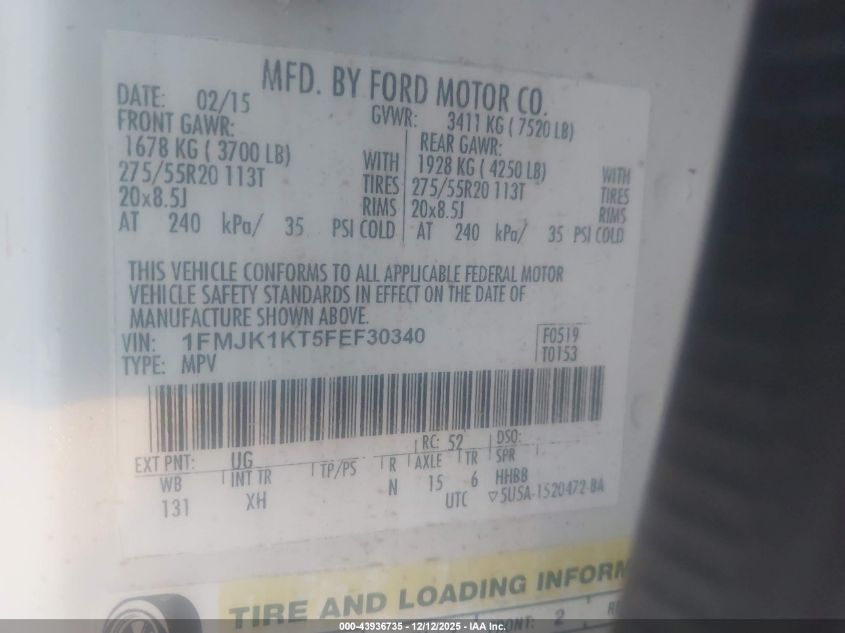 MFD. BY FORD MOTOR CO.
DATE: 02/15 GVWR: 3411 KG ( 7520 LB)
FRONT GAWR: REAR GAWR:
1678 KG ( 3700 LB) WITH 1928 KG ( 4250 LB) WITH
275/55R20 113T TIRES 275/55R20 113T TIRES
20x8.5J RIMS 20x8.5J RIMS
AT 240 kPa/ 35 PSI COLD AT 240 kPa/ 35 PSI COLD
THIS VEHICLE CONFORMS TO ALL APPLICABLE FEDERAL MOTOR
VEHICLE SAFETY STANDARDS IN EFFECT ON THE DATE OF
MANUFACTURE SHOWN ABOVE.
VIN: 1FMJK1KT5FEF30340 F0519
TYPE: MPV T0153
EXT PNT: UG RC: 52 DSO:
WB INT TR TP/PS R AXLE TR SPR
131 XH N 15 6 HHBB
UTC ▽5U5A-1520472-BA
TIRE AND LOADING INFORM
ONT: 2
000-43936735 - 12/12/2025 - IAA Inc.